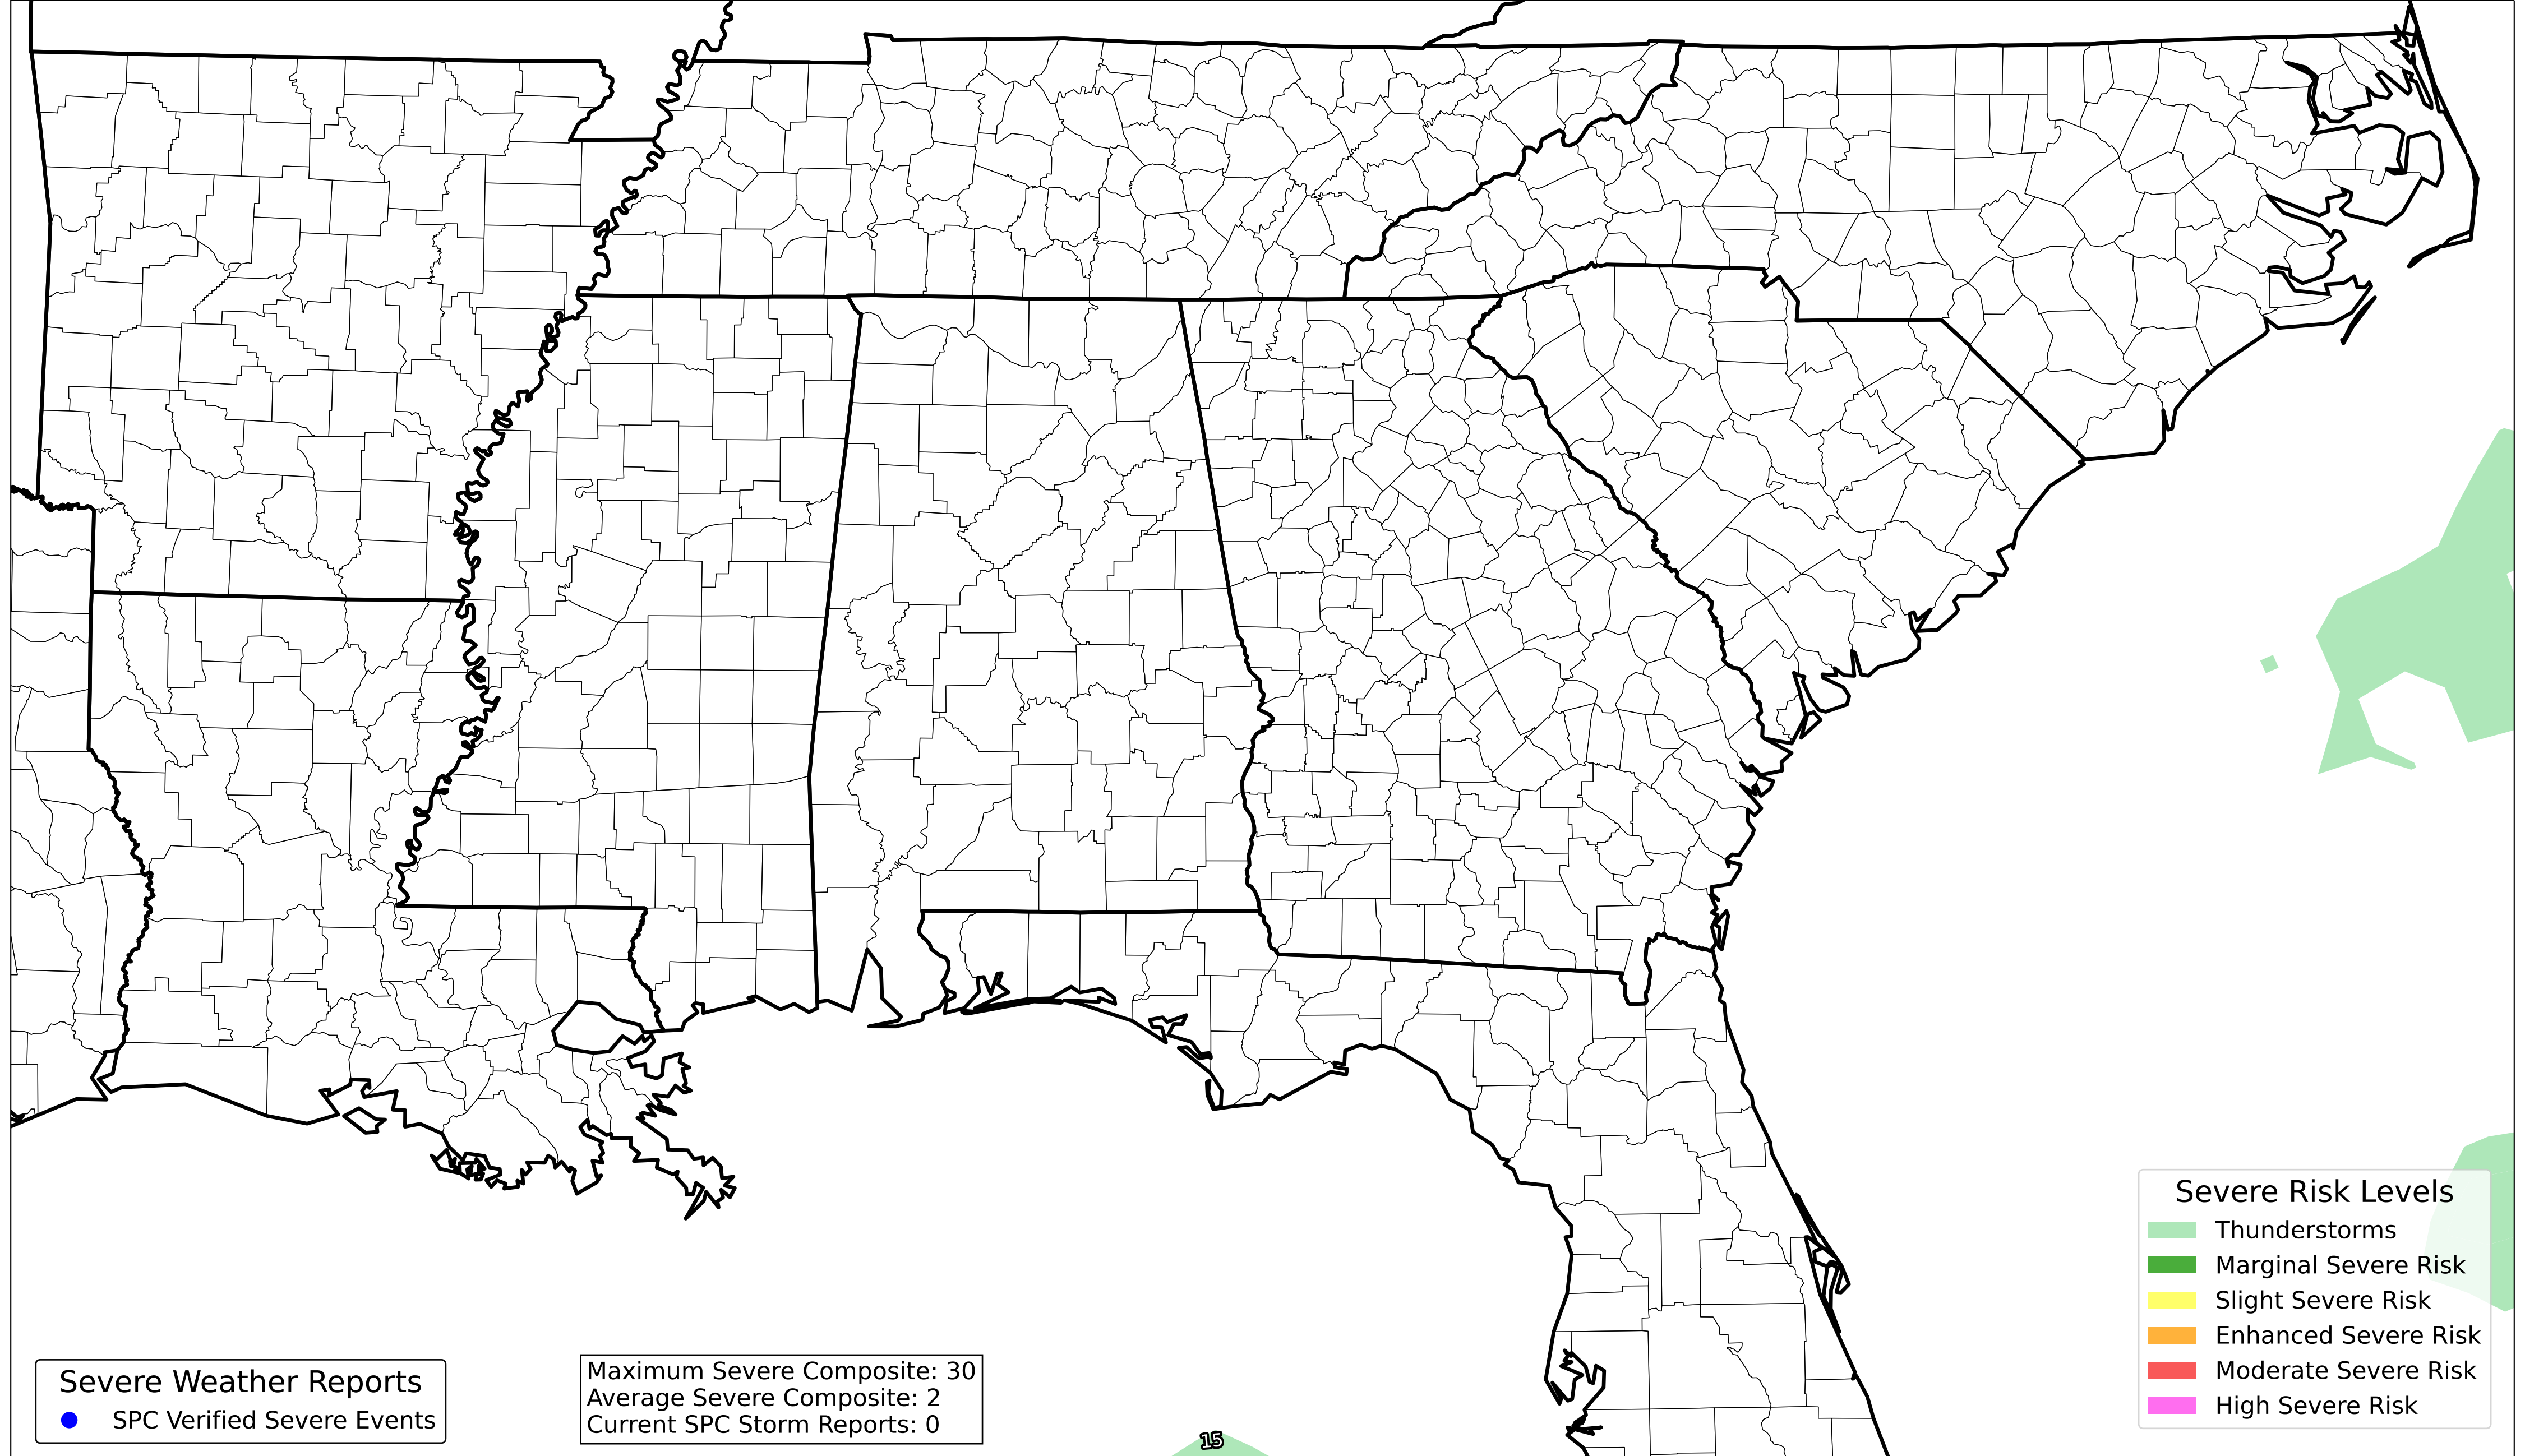 Severe Risk Levels
Thunderstorms
Marginal Severe Risk
Slight Severe Risk
Enhanced Severe Risk
Moderate Severe Risk
High Severe Risk
Severe Weather Reports
SPC Verified Severe Events
Maximum Severe Composite: 30
Average Severe Composite: 2
Current SPC Storm Reports: 0
15